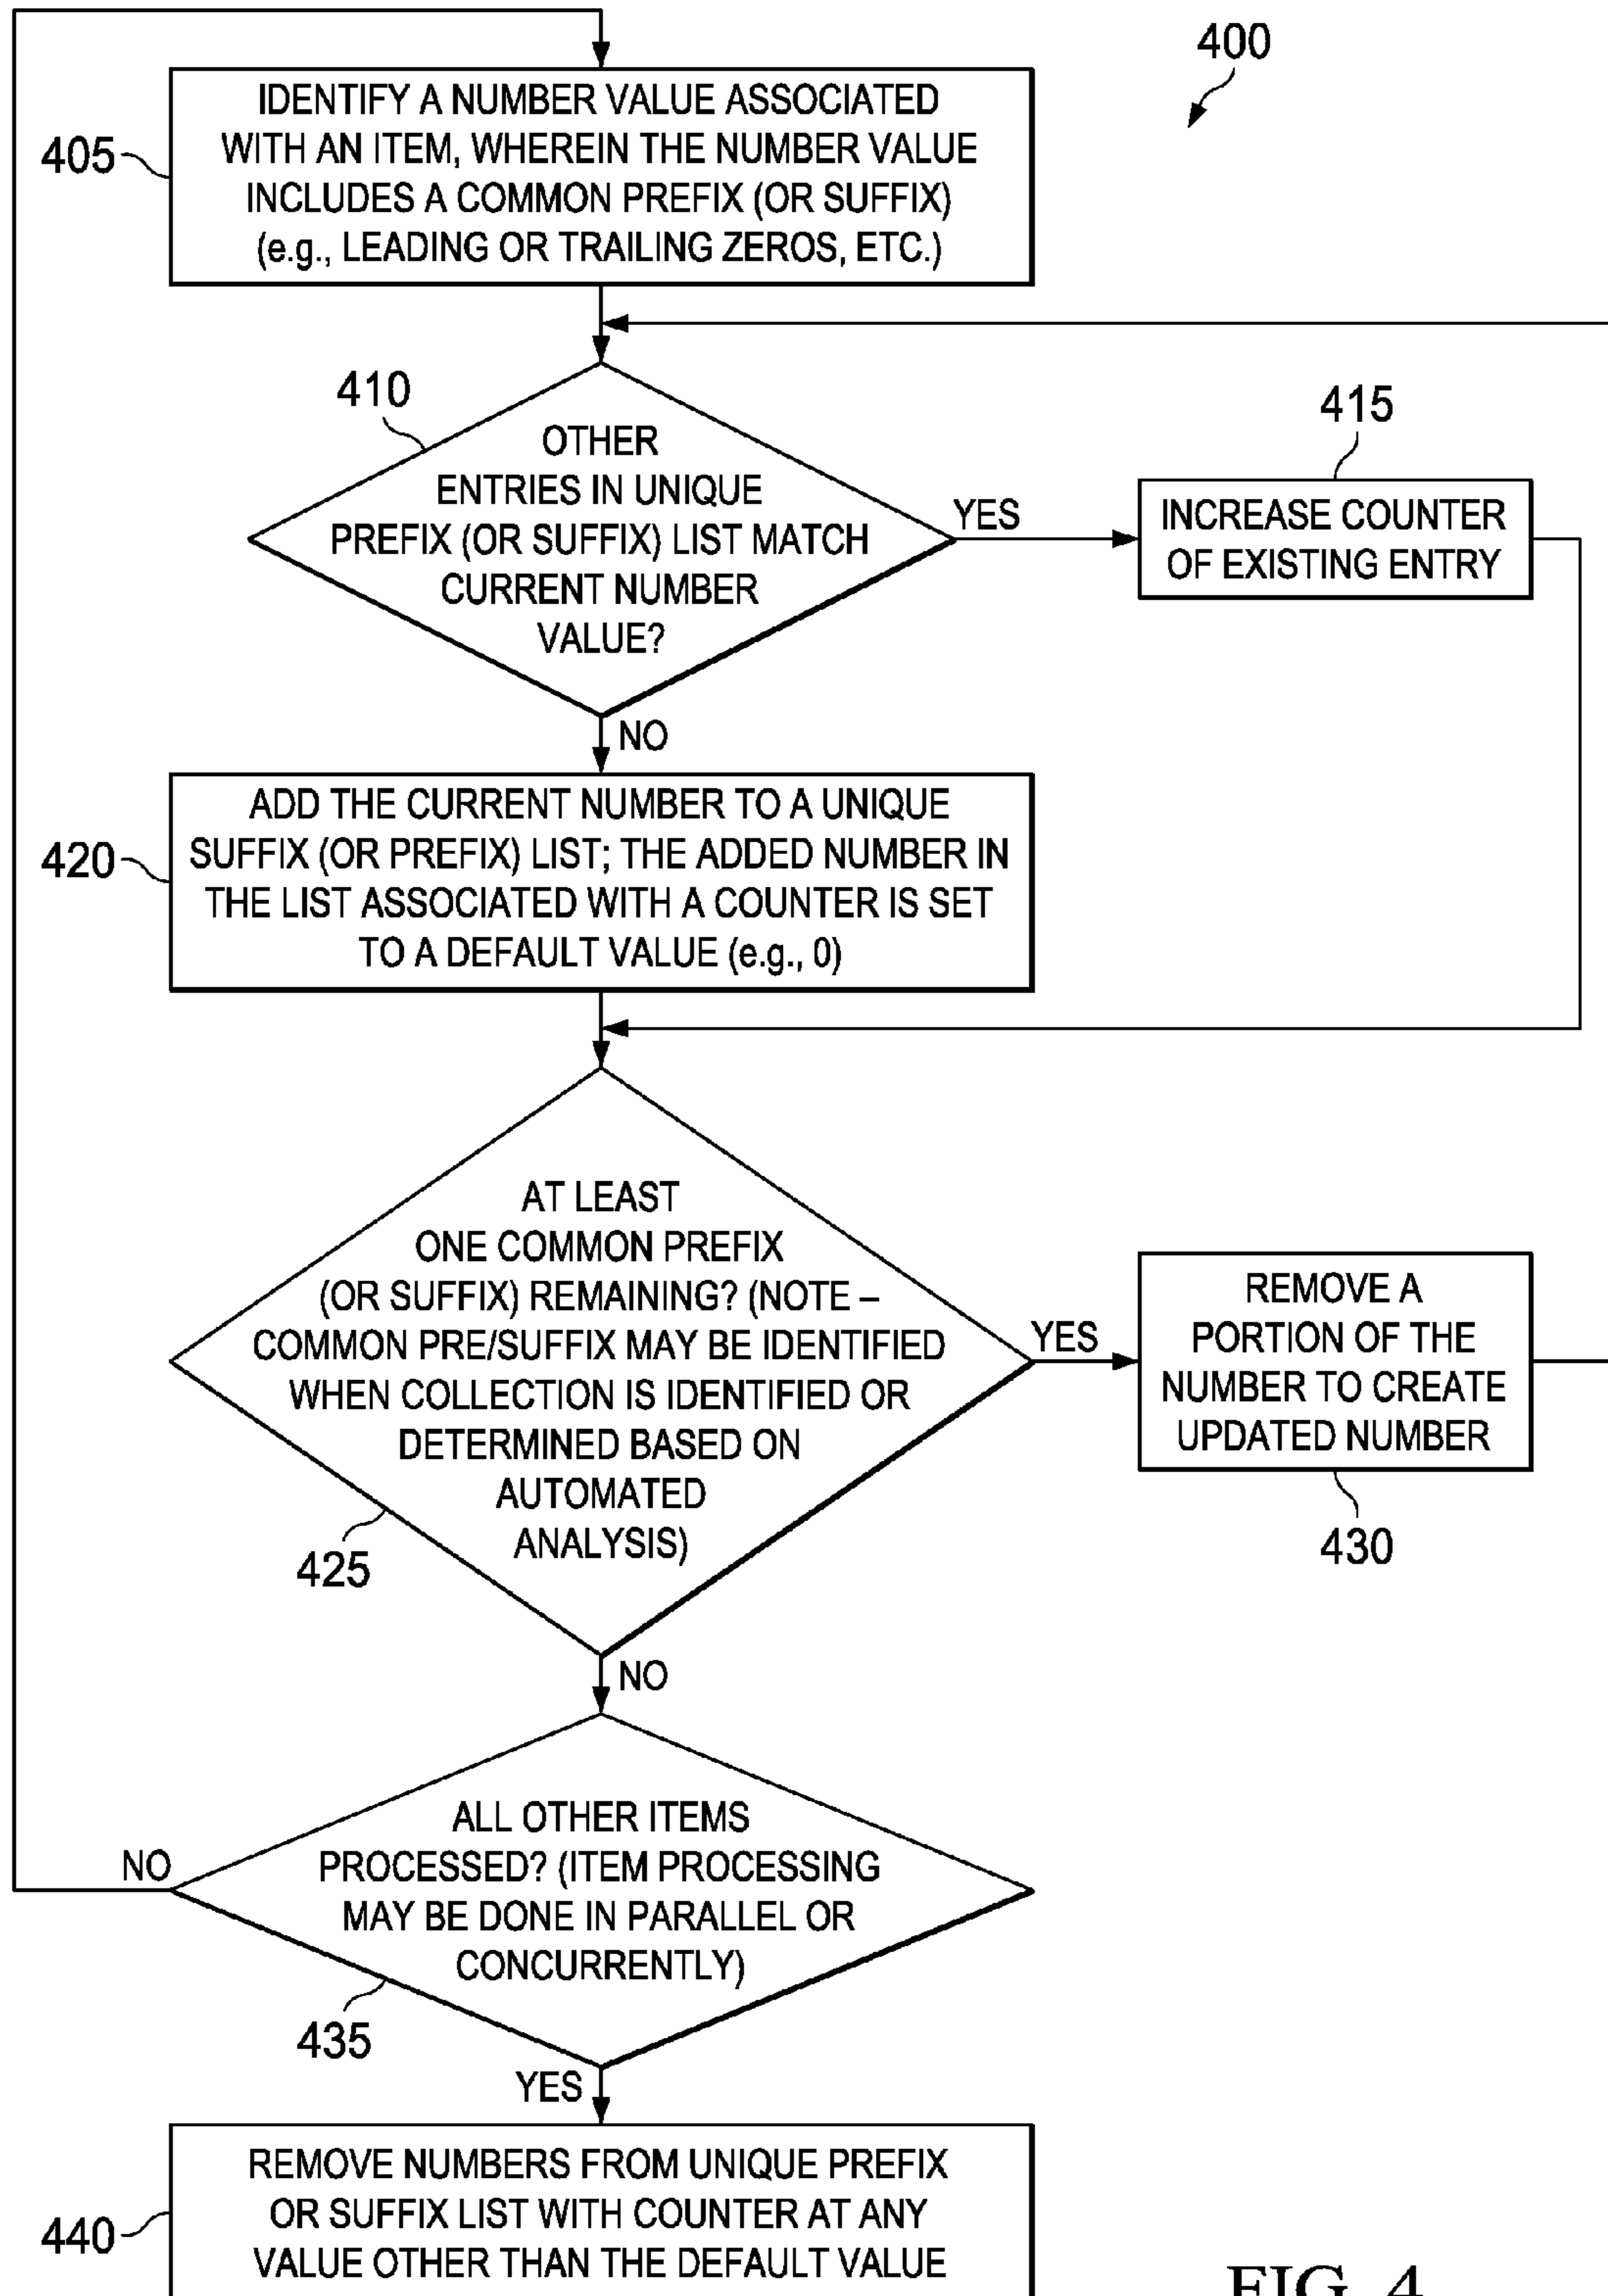 400
IDENTIFY A NUMBER VALUE ASSOCIATED
WITH AN ITEM, WHEREIN THE NUMBER VALUE
INCLUDES A COMMON PREFIX (OR SUFFIX)
(e.g., LEADING OR TRAILING ZEROS, ETC.)
405
410
OTHER
ENTRIES IN UNIQUE
PREFIX (OR SUFFIX) LIST MATCH
CURRENT NUMBER
VALUE?
YES
415
INCREASE COUNTER
OF EXISTING ENTRY
NO
ADD THE CURRENT NUMBER TO A UNIQUE
SUFFIX (OR PREFIX) LIST; THE ADDED NUMBER IN
THE LIST ASSOCIATED WITH A COUNTER IS SET
TO A DEFAULT VALUE (e.g., 0)
420
AT LEAST
ONE COMMON PREFIX
(OR SUFFIX) REMAINING? (NOTE –
COMMON PRE/SUFFIX MAY BE IDENTIFIED
WHEN COLLECTION IS IDENTIFIED OR
DETERMINED BASED ON
AUTOMATED
ANALYSIS)
425
YES
REMOVE A
PORTION OF THE
NUMBER TO CREATE
UPDATED NUMBER
430
NO
ALL OTHER ITEMS
PROCESSED? (ITEM PROCESSING
MAY BE DONE IN PARALLEL OR
CONCURRENTLY)
NO
435
YES
REMOVE NUMBERS FROM UNIQUE PREFIX
OR SUFFIX LIST WITH COUNTER AT ANY
VALUE OTHER THAN THE DEFAULT VALUE
440
FIG. 4